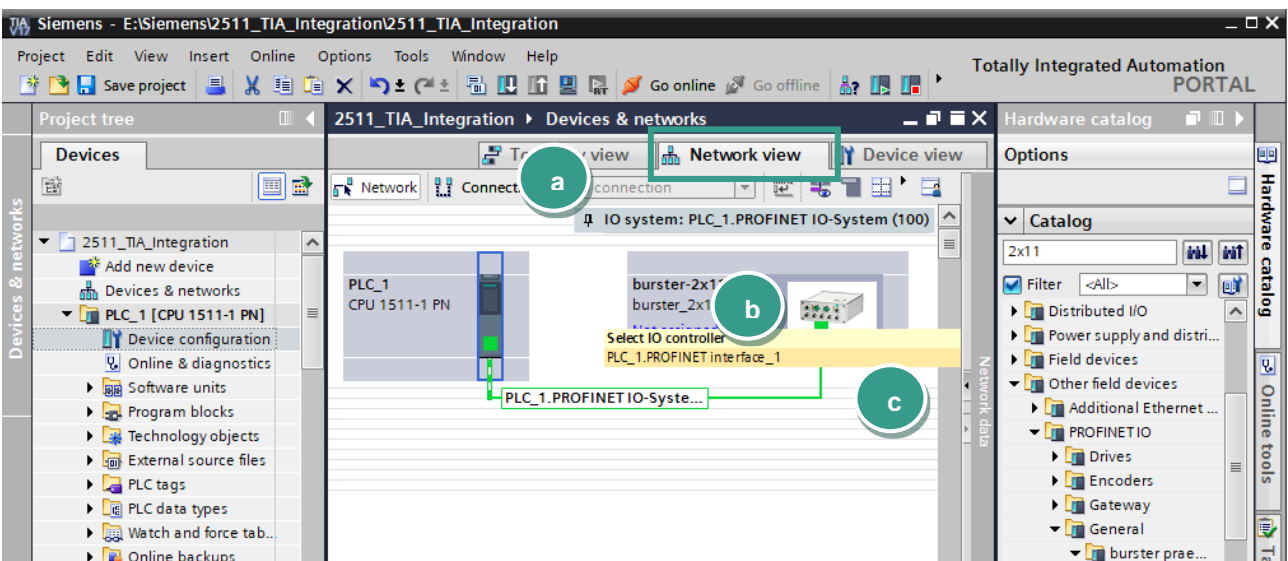 Siemens - E:\Siemens\2511_TIA_Integration\2511_TIA_Integration
Project Edit View Insert Online Options Tools Window Help
Totally Integrated Automation
PORTAL
Save project Go online Go offline
Project tree
2511_TIA_Integration Devices & networks
Hardware catalog
Devices
view Network view Device view
Options
Network connection
IO system: PLC_1.PROFINET IO-System (100)
Catalog
2511_TIA_Integration
Add new device
Devices & networks
PLC_1 [CPU 1511-1 PN]
Device configuration
Online & diagnostics
Software units
Program blocks
Technology objects
External source files
PLC tags
PLC data types
Watch and force tab...
Online backups
PLC_1
CPU 1511-1 PN
Select IO controller
PLC_1.PROFINET interface_1
PLC_1.PROFINET IO-Syste...
a
b
c
2x11
Filter <All>
Distributed I/O
Power supply and distri...
Field devices
Other field devices
Additional Ethernet ...
PROFINET IO
Drives
Encoders
Gateway
General
burster prae...
Devices & networks
Network data
Hardware catalog
Online tools